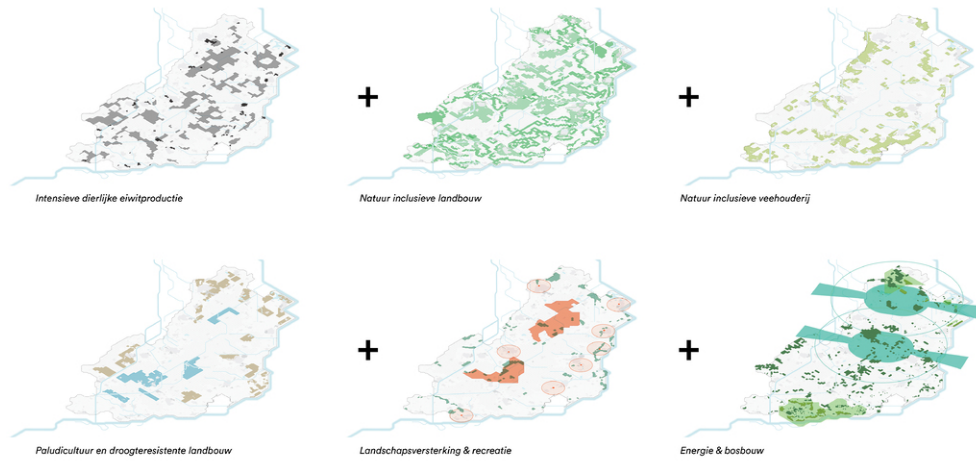 Intensieve dierlijke eiwitproductie
Natuur inclusieve landbouw
Natuur inclusieve veehouderij
Paludicultuur en droogteresistente landbouw
Landschapsversterking & recreatie
Energie & bosbouw